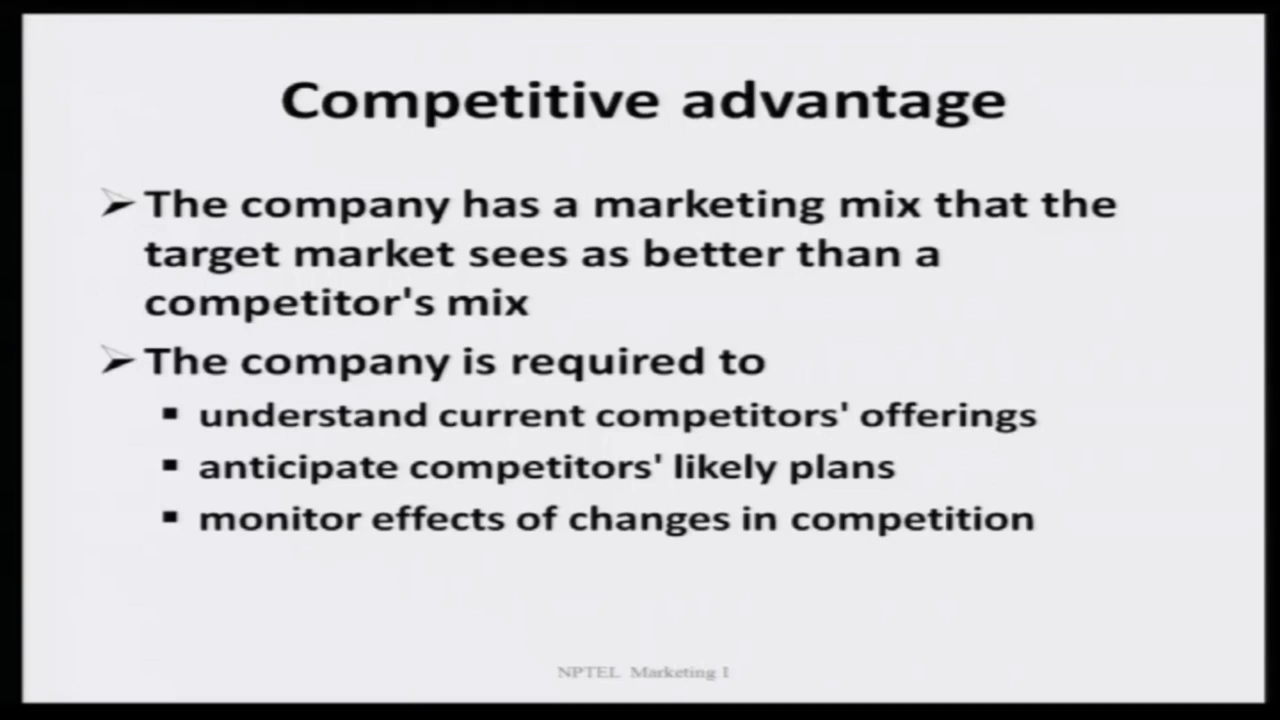 Competitive advantage
The company has a marketing mix that the
target market sees as better than a
competitor's mix
The company is required to
understand current competitors' offerings
anticipate competitors' likely plans
monitor effects of changes in competition
NPTEL Marketing I